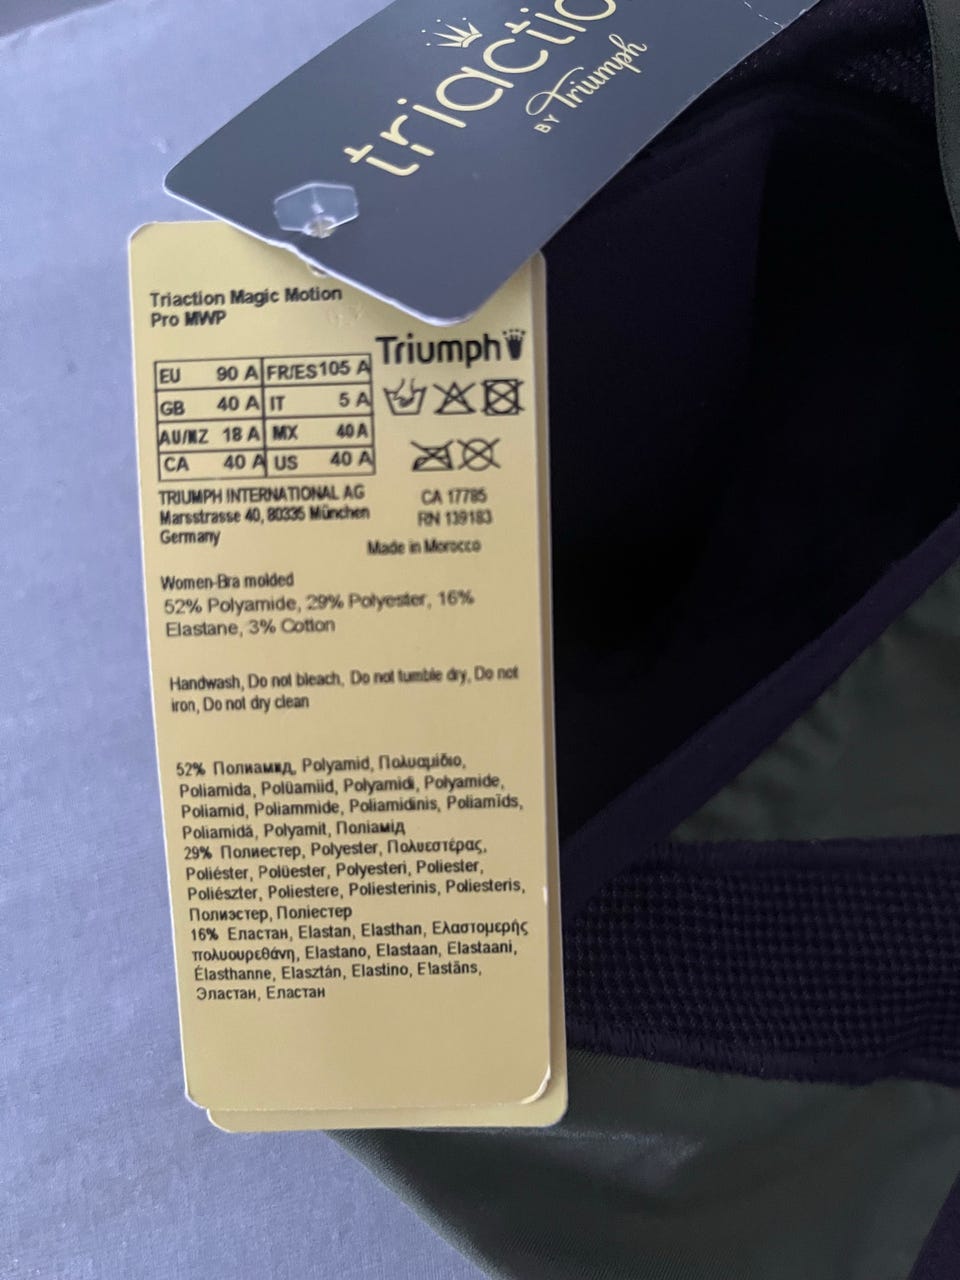 triactio
BY Triumph
Triaction Magic Motion
Pro MWP
Triumph
EU 90 A FR/ES 105 A
GB 40 A IT 5 A
AU/NZ 18 A MX 40 A
CA 40 A US 40 A
TRIUMPH INTERNATIONAL AG
Marsstrasse 40, 80335 München
Germany
CA 17785
RN 139183
Made in Morocco
Women-Bra molded
52% Polyamide, 29% Polyester, 16%
Elastane, 3% Cotton
Handwash, Do not bleach, Do not tumble dry, Do not
iron, Do not dry clean
52% Полиамид, Polyamid, Πολυαμίδιο,
Poliamida, Polüamiid, Polyamidi, Polyamide,
Poliamid, Poliammide, Poliamidinis, Poliamīds,
Poliamidă, Polyamit, Поліамід
29% Полиестер, Polyester, Πολυεστέρας,
Poliéster, Polüester, Polyesteri, Poliester,
Poliészter, Poliestere, Poliesterinis, Poliesteris,
Полиэстер, Поліестер
16% Еластан, Elastan, Elasthan, Ελαστομερής
πολυουρεθάνη, Elastano, Elastaan, Elastaani,
Élasthanne, Elasztán, Elastino, Elastāns,
Эластан, Еластан